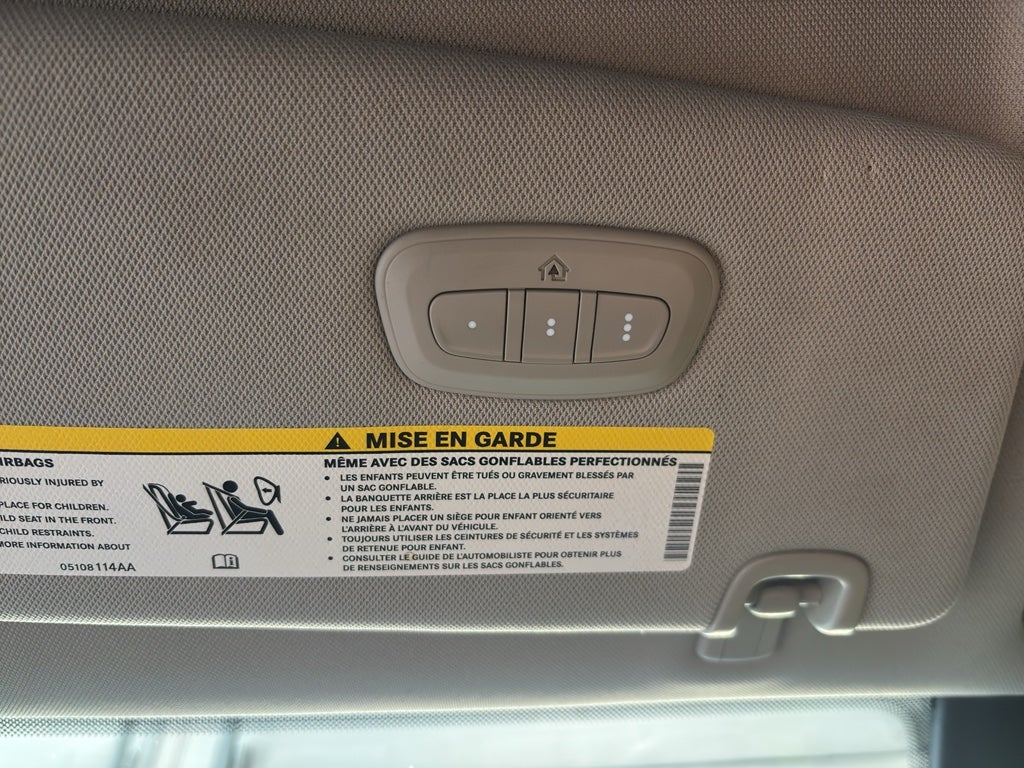 MISE EN GARDE
RBAGS
RIOUSLY INJURED BY
PLACE FOR CHILDREN.
ILD SEAT IN THE FRONT.
CHILD RESTRAINTS.
MORE INFORMATION ABOUT
05108114AA
MÊME AVEC DES SACS GONFLABLES PERFECTIONNÉS
• LES ENFANTS PEUVENT ÊTRE TUÉS OU GRAVEMENT BLESSÉS PAR
UN SAC GONFLABLE.
• LA BANQUETTE ARRIÈRE EST LA PLACE LA PLUS SÉCURITAIRE
POUR LES ENFANTS.
• NE JAMAIS PLACER UN SIÈGE POUR ENFANT ORIENTÉ VERS
L'ARRIÈRE À L'AVANT DU VÉHICULE.
• TOUJOURS UTILISER LES CEINTURES DE SÉCURITÉ ET LES SYSTÈMES
DE RETENUE POUR ENFANT.
• CONSULTER LE GUIDE DE L'AUTOMOBILISTE POUR OBTENIR PLUS
DE RENSEIGNEMENTS SUR LES SACS GONFLABLES.